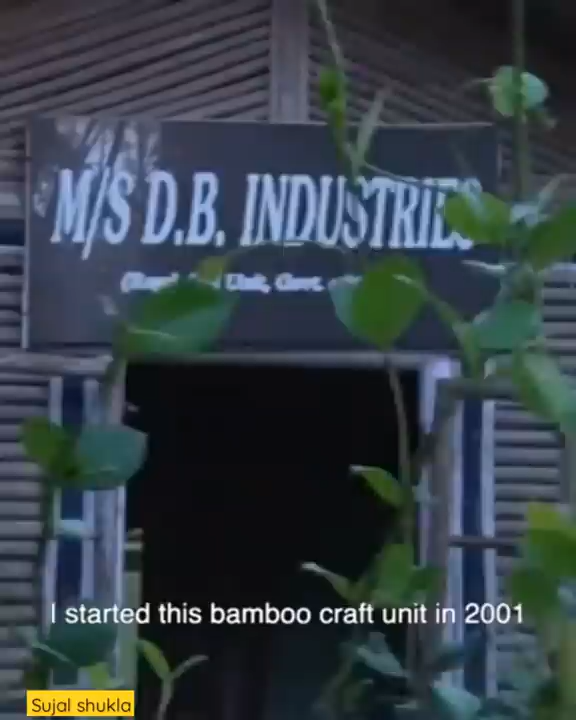 M/S D.B. INDUSTRIES
Unit, Govt.
I started this bamboo craft unit in 2001
Sujal shukla